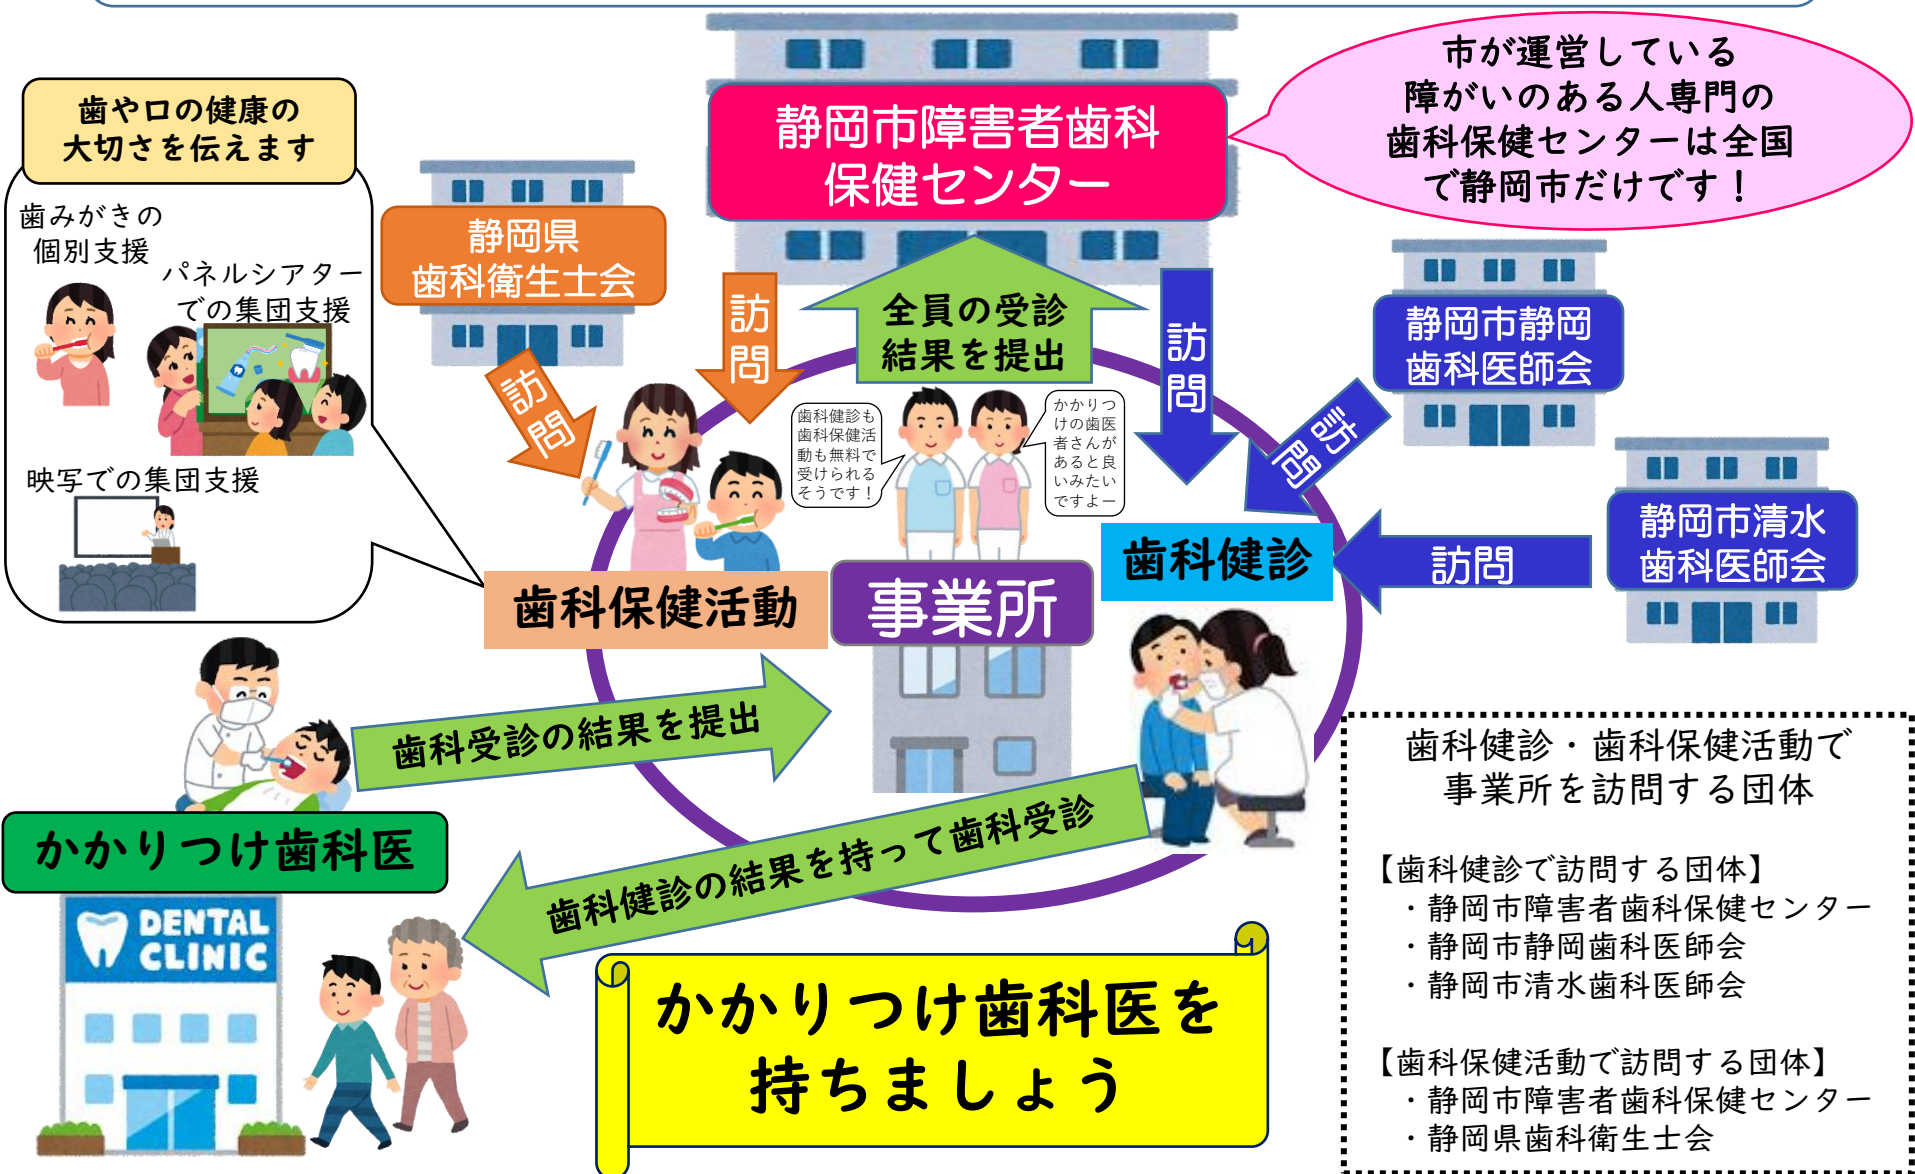 市が運営している
障がいのある人専門の
歯科保健センターは全国
で静岡市だけです！
静岡市障害者歯科
保健センター
歯や口の健康の
大切さを伝えます
歯みがきの
個別支援
パネルシアター
での集団支援
映写での集団支援
静岡県
歯科衛生士会
訪問
訪問
全員の受診
結果を提出
訪問
静岡市静岡
歯科医師会
訪問
静岡市清水
歯科医師会
訪問
歯科健診も
歯科保健活
動も無料で
受けられる
そうです！
かかりつ
けの歯医
者さんが
あると良
いみたい
ですよー
歯科保健活動
事業所
歯科健診
歯科受診の結果を提出
歯科健診の結果を持って歯科受診
かかりつけ歯科医
DENTAL
CLINIC
かかりつけ歯科医を
持ちましょう
歯科健診・歯科保健活動で
事業所を訪問する団体
【歯科健診で訪問する団体】
・静岡市障害者歯科保健センター
・静岡市静岡歯科医師会
・静岡市清水歯科医師会
【歯科保健活動で訪問する団体】
・静岡市障害者歯科保健センター
・静岡県歯科衛生士会